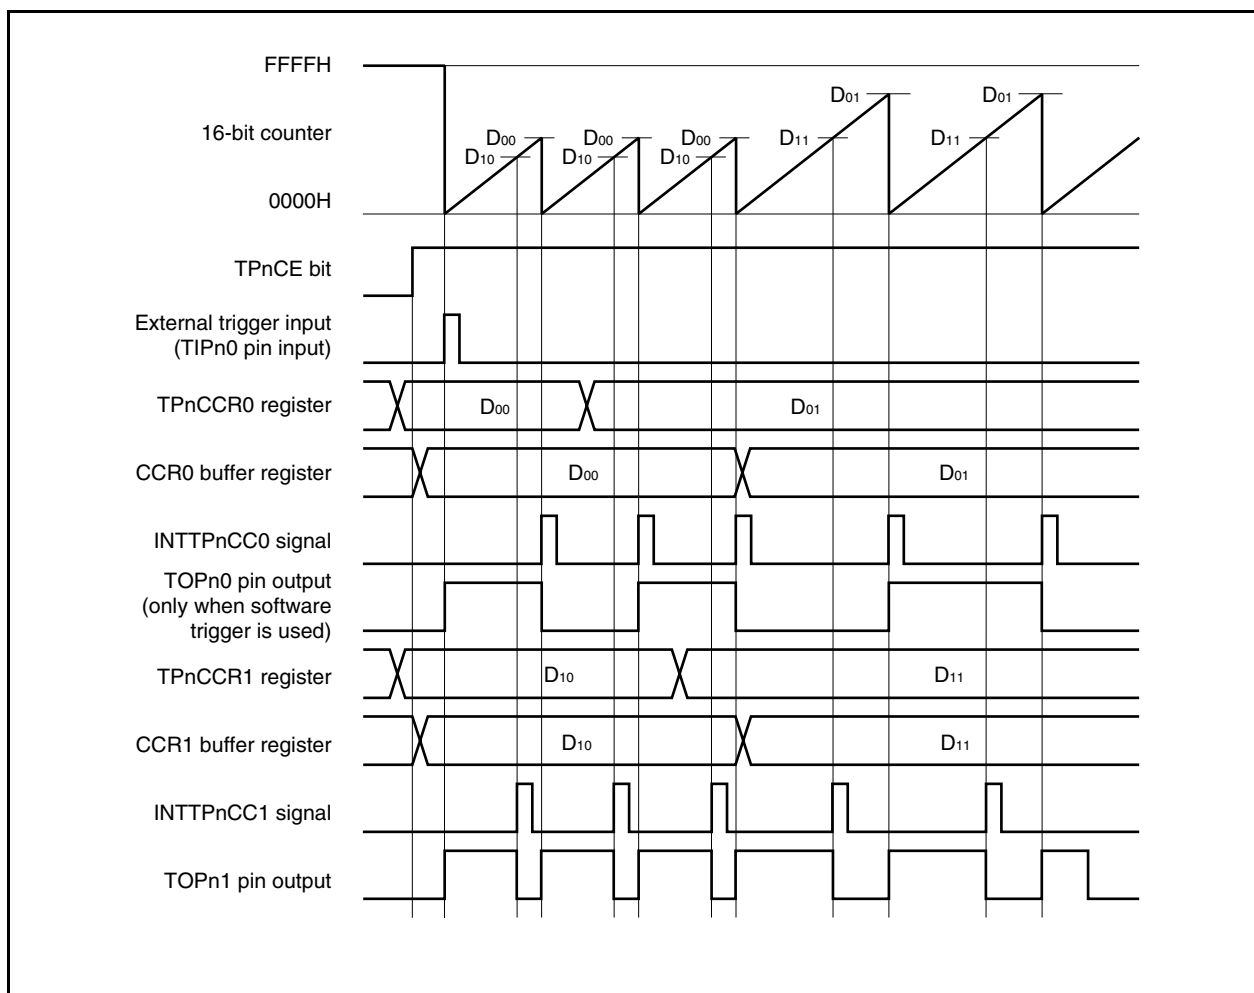 FFFFH
D01 D01
16-bit counter
D00 D00 D00 D11 D11
D10 D10 D10
0000H
TPnCE bit
External trigger input
(TIPn0 pin input)
TPnCCR0 register D00 D01
CCR0 buffer register D00 D01
INTTPnCC0 signal
TOPn0 pin output
(only when software
trigger is used)
TPnCCR1 register D10 D11
CCR1 buffer register D10 D11
INTTPnCC1 signal
TOPn1 pin output